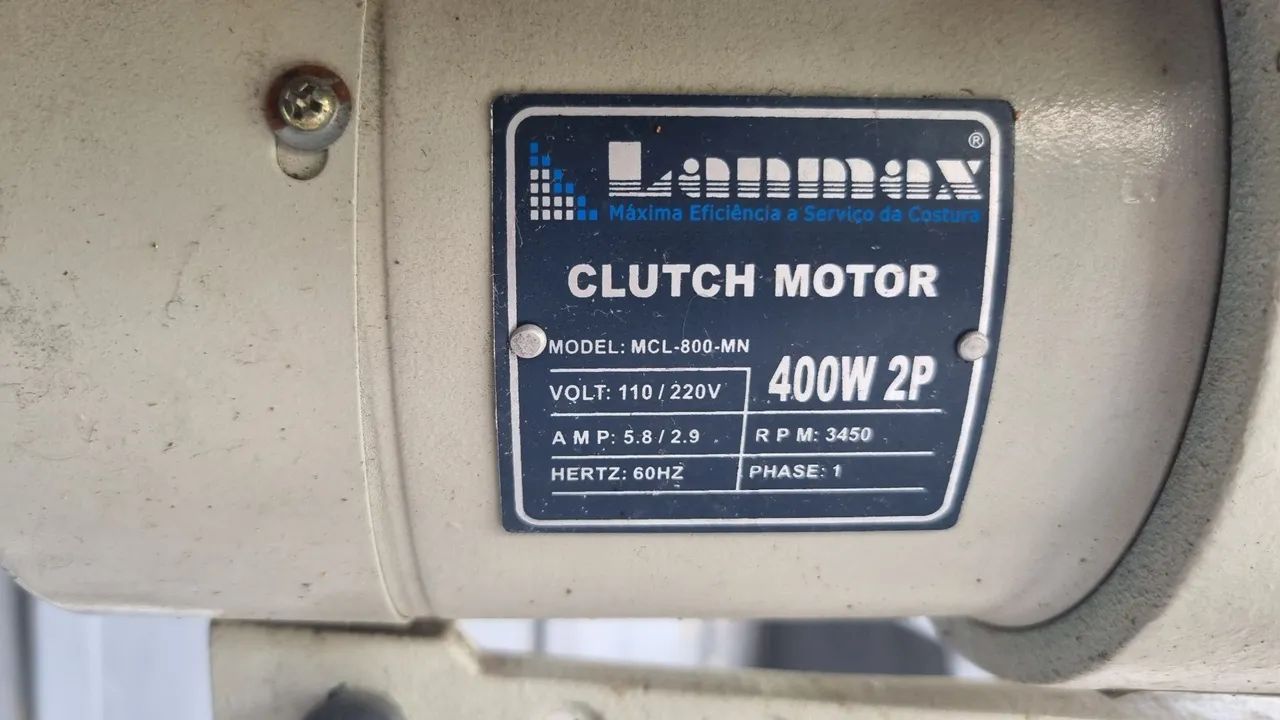 Lanmax®
Máxima Eficiência a Serviço da Costura
CLUTCH MOTOR
MODEL: MCL-800-MN
400W 2P
VOLT: 110 / 220V
AMP: 5.8 / 2.9
RPM: 3450
HERTZ: 60HZ
PHASE: 1